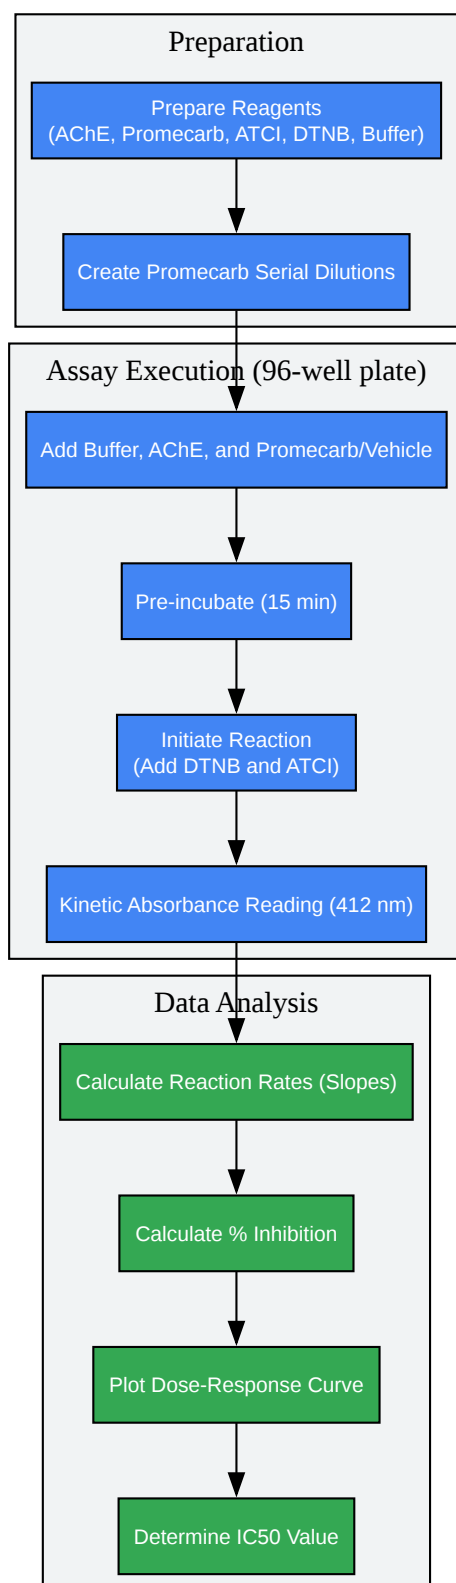 Preparation
Prepare Reagents
(AChE, Promecarb, ATCI, DTNB, Buffer)
Create Promecarb Serial Dilutions
Assay Execution (96-well plate)
Add Buffer, AChE, and Promecarb/Vehicle
Pre-incubate (15 min)
Initiate Reaction
(Add DTNB and ATCI)
Kinetic Absorbance Reading (412 nm)
Data Analysis
Calculate Reaction Rates (Slopes)
Calculate % Inhibition
Plot Dose-Response Curve
Determine IC50 Value